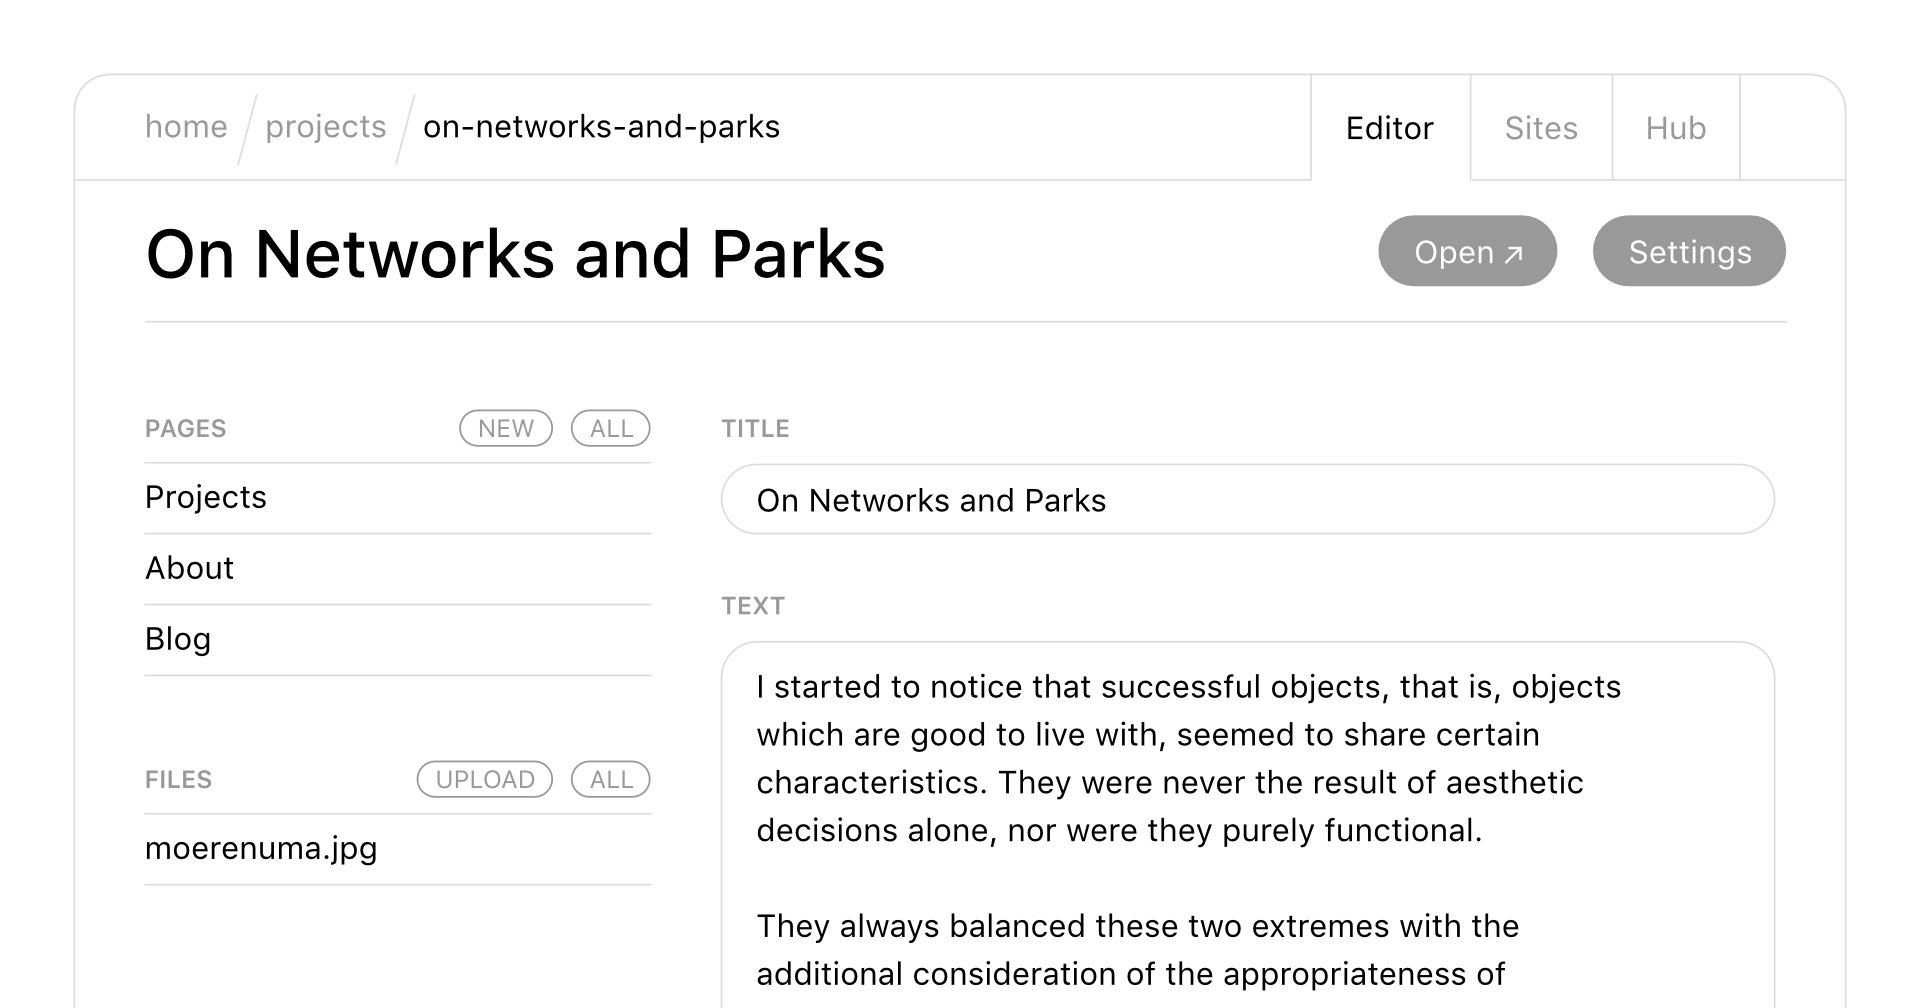 home / projects / on-networks-and-parks
Editor
Sites
Hub
On Networks and Parks
Open ↗
Settings
PAGES
NEW
ALL
Projects
About
Blog
FILES
UPLOAD
ALL
moerenuma.jpg
TITLE
On Networks and Parks
TEXT
I started to notice that successful objects, that is, objects
which are good to live with, seemed to share certain
characteristics. They were never the result of aesthetic
decisions alone, nor were they purely functional.
They always balanced these two extremes with the
additional consideration of the appropriateness of